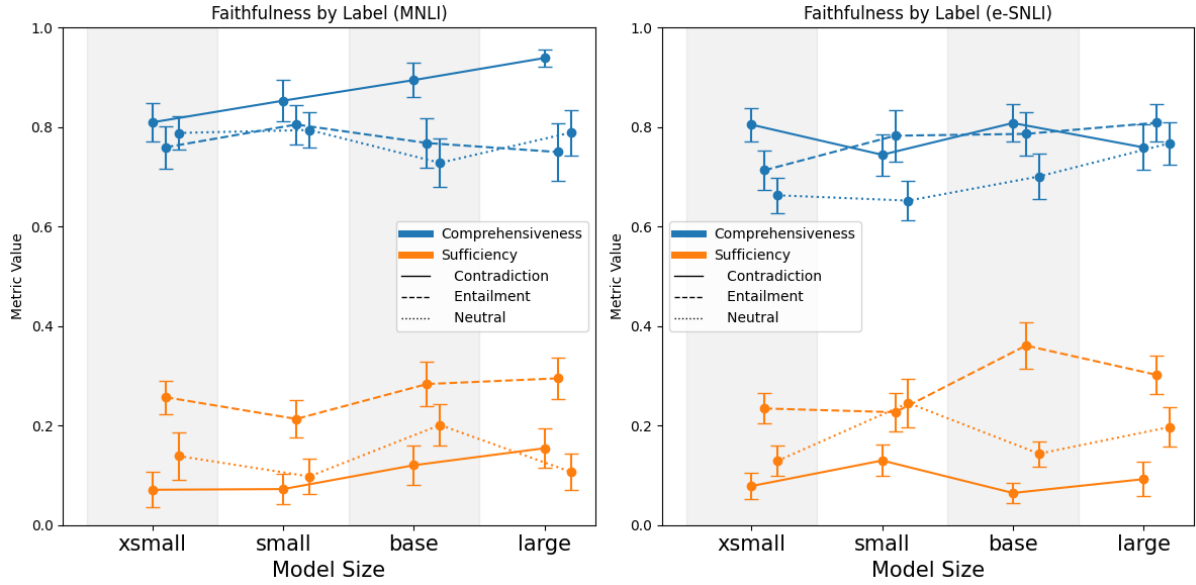 Faithfulness by Label (MNLI)
1.0
0.8
0.6
0.4
0.2
0.0
Metric Value
Comprehensiveness
Sufficiency
Contradiction
Entailment
Neutral
xsmall small base large
Model Size
Faithfulness by Label (e-SNLI)
1.0
0.8
0.6
0.4
0.2
0.0
Metric Value
Comprehensiveness
Sufficiency
Contradiction
Entailment
Neutral
xsmall small base large
Model Size